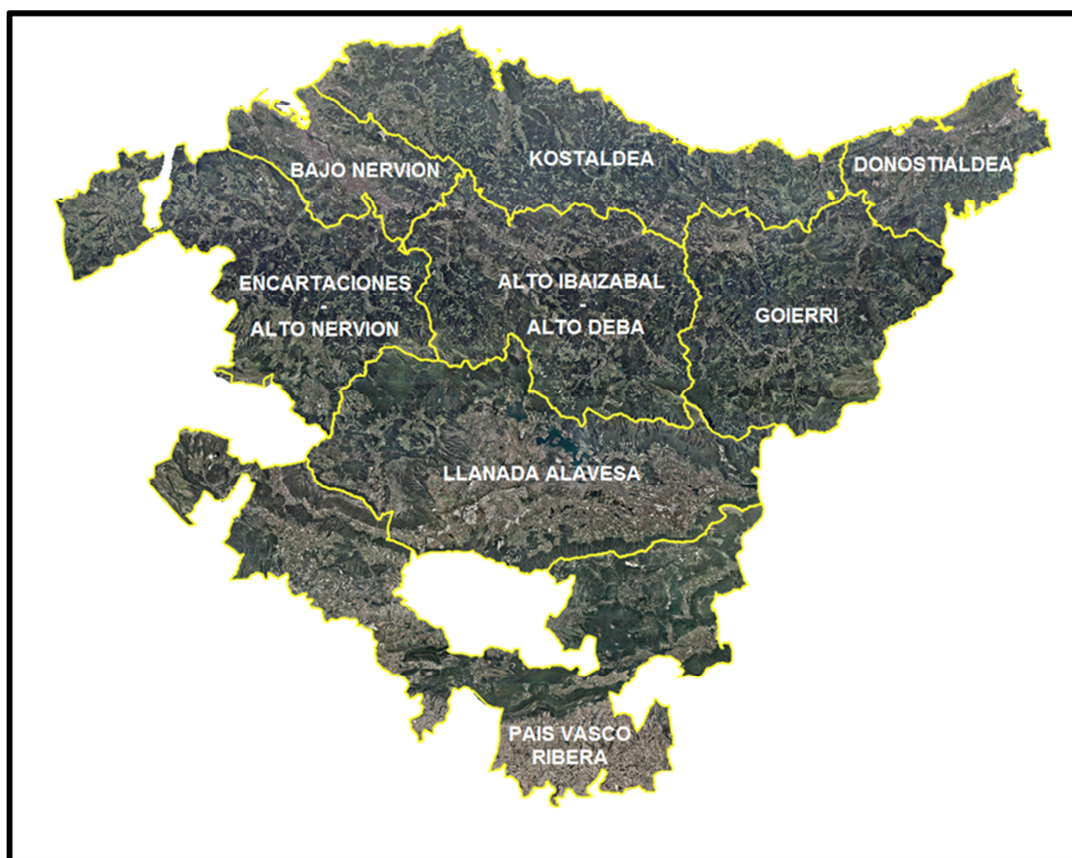 KOSTALDEA
DONOSTIALDEA
BAJO NERVION
ENCARTACIONES
-
ALTO NERVION
ALTO IBAIZABAL
-
ALTO DEBA
GOIERRI
LLANADA ALAVESA
PAIS VASCO
RIBERA